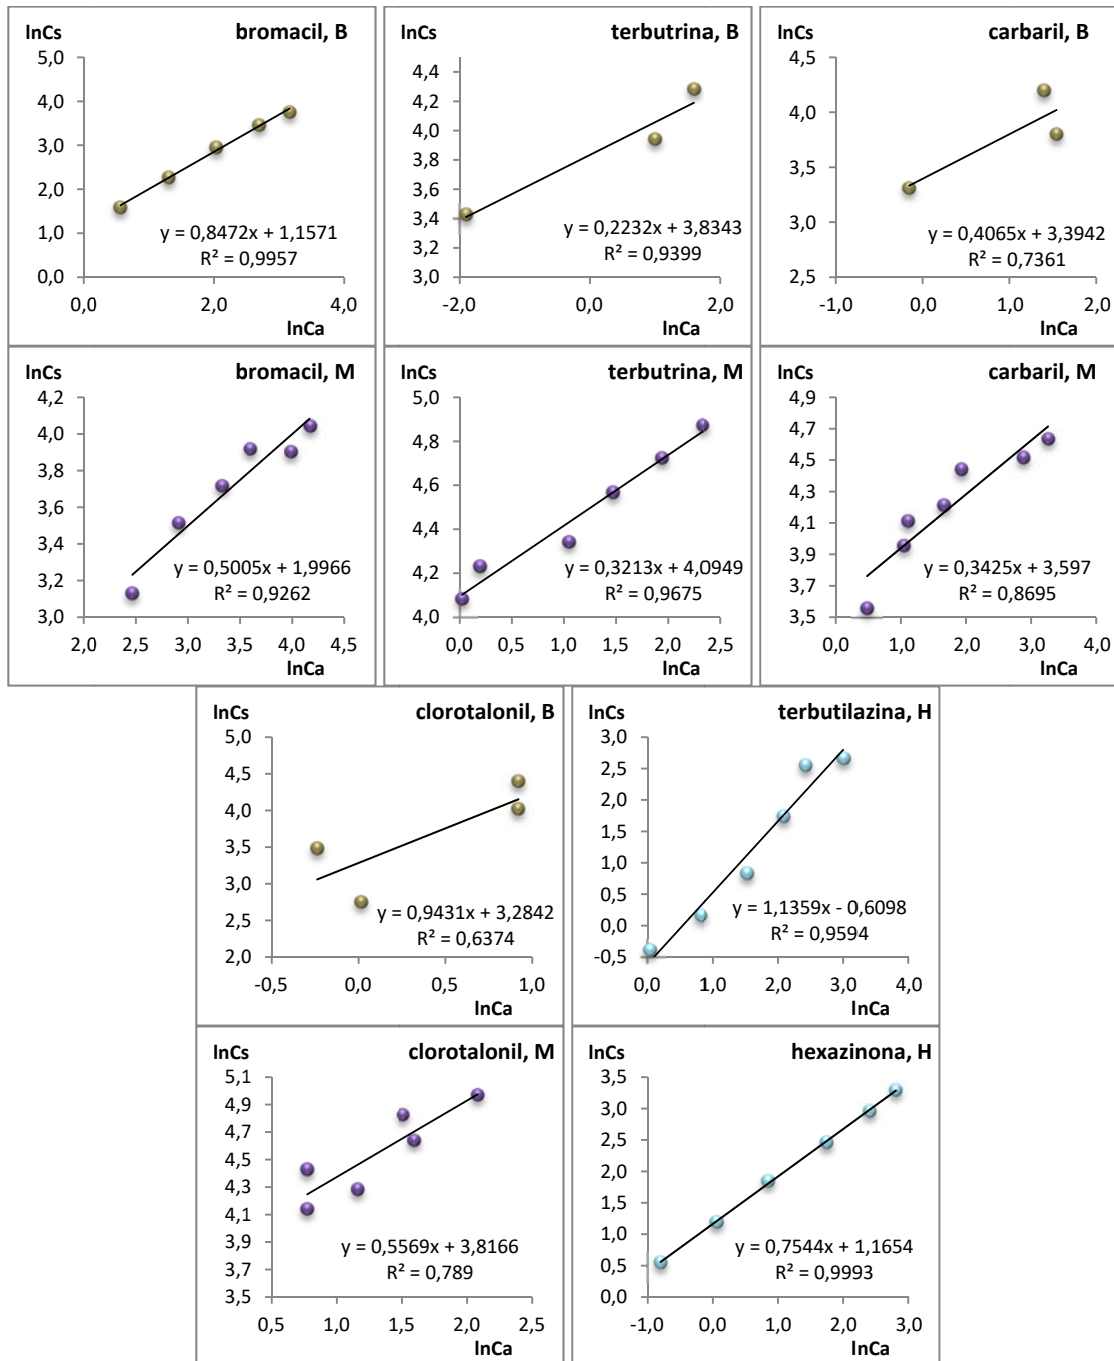 lnCs bromacil, B
5,0
4,0
3,0
2,0
1,0
0,0
y = 0,8472x + 1,1571
R² = 0,9957
0,0 2,0 4,0
lnCa
lnCs terbutrina, B
4,4
4,2
4,0
3,8
3,6
3,4
3,2
3,0
y = 0,2232x + 3,8343
R² = 0,9399
-2,0 0,0 2,0
lnCa
lnCs carbaril, B
4,5
4,0
3,5
3,0
2,5
y = 0,4065x + 3,3942
R² = 0,7361
-1,0 0,0 1,0 2,0
lnCa
lnCs bromacil, M
4,2
4,0
3,8
3,6
3,4
3,2
3,0
y = 0,5005x + 1,9966
R² = 0,9262
2,0 2,5 3,0 3,5 4,0 4,5
lnCa
lnCs terbutrina, M
5,0
4,8
4,6
4,4
4,2
4,0
y = 0,3213x + 4,0949
R² = 0,9675
0,0 0,5 1,0 1,5 2,0 2,5
lnCa
lnCs carbaril, M
4,9
4,7
4,5
4,3
4,1
3,9
3,7
3,5
y = 0,3425x + 3,597
R² = 0,8695
0,0 1,0 2,0 3,0 4,0
lnCa
lnCs clorotalonil, B
5,0
4,5
4,0
3,5
3,0
2,5
2,0
y = 0,9431x + 3,2842
R² = 0,6374
-0,5 0,0 0,5 1,0
lnCa
lnCs terbutilazina, H
3,0
2,5
2,0
1,5
1,0
0,5
0,0
-0,5
y = 1,1359x - 0,6098
R² = 0,9594
0,0 1,0 2,0 3,0 4,0
lnCa
lnCs clorotalonil, M
5,1
4,9
4,7
4,5
4,3
4,1
3,9
3,7
3,5
y = 0,5569x + 3,8166
R² = 0,789
0,5 1,0 1,5 2,0 2,5
lnCa
lnCs hexazinona, H
3,5
3,0
2,5
2,0
1,5
1,0
0,5
0,0
y = 0,7544x + 1,1654
R² = 0,9993
-1,0 0,0 1,0 2,0 3,0
lnCa